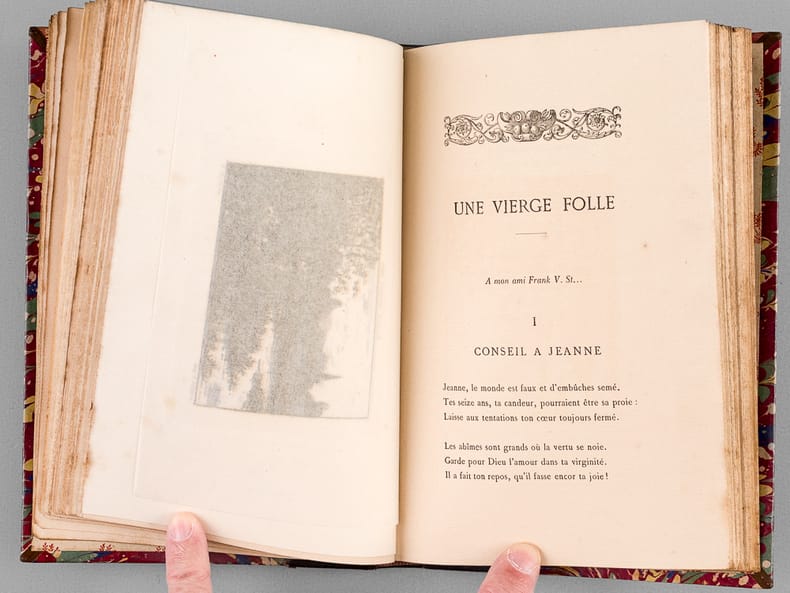 UNE VIERGE FOLLE
A mon ami Frank V. St...
I
CONSEIL A JEANNE
Jeanne, le monde est faux et d'embûches semé.
Tes seize ans, ta candeur, pourraient être sa proie :
Laisse aux tentations ton cœur toujours fermé.
Les abîmes sont grands où la vertu se noie.
Garde pour Dieu l'amour dans ta virginité.
Il a fait ton repos, qu'il fasse encor ta joie!